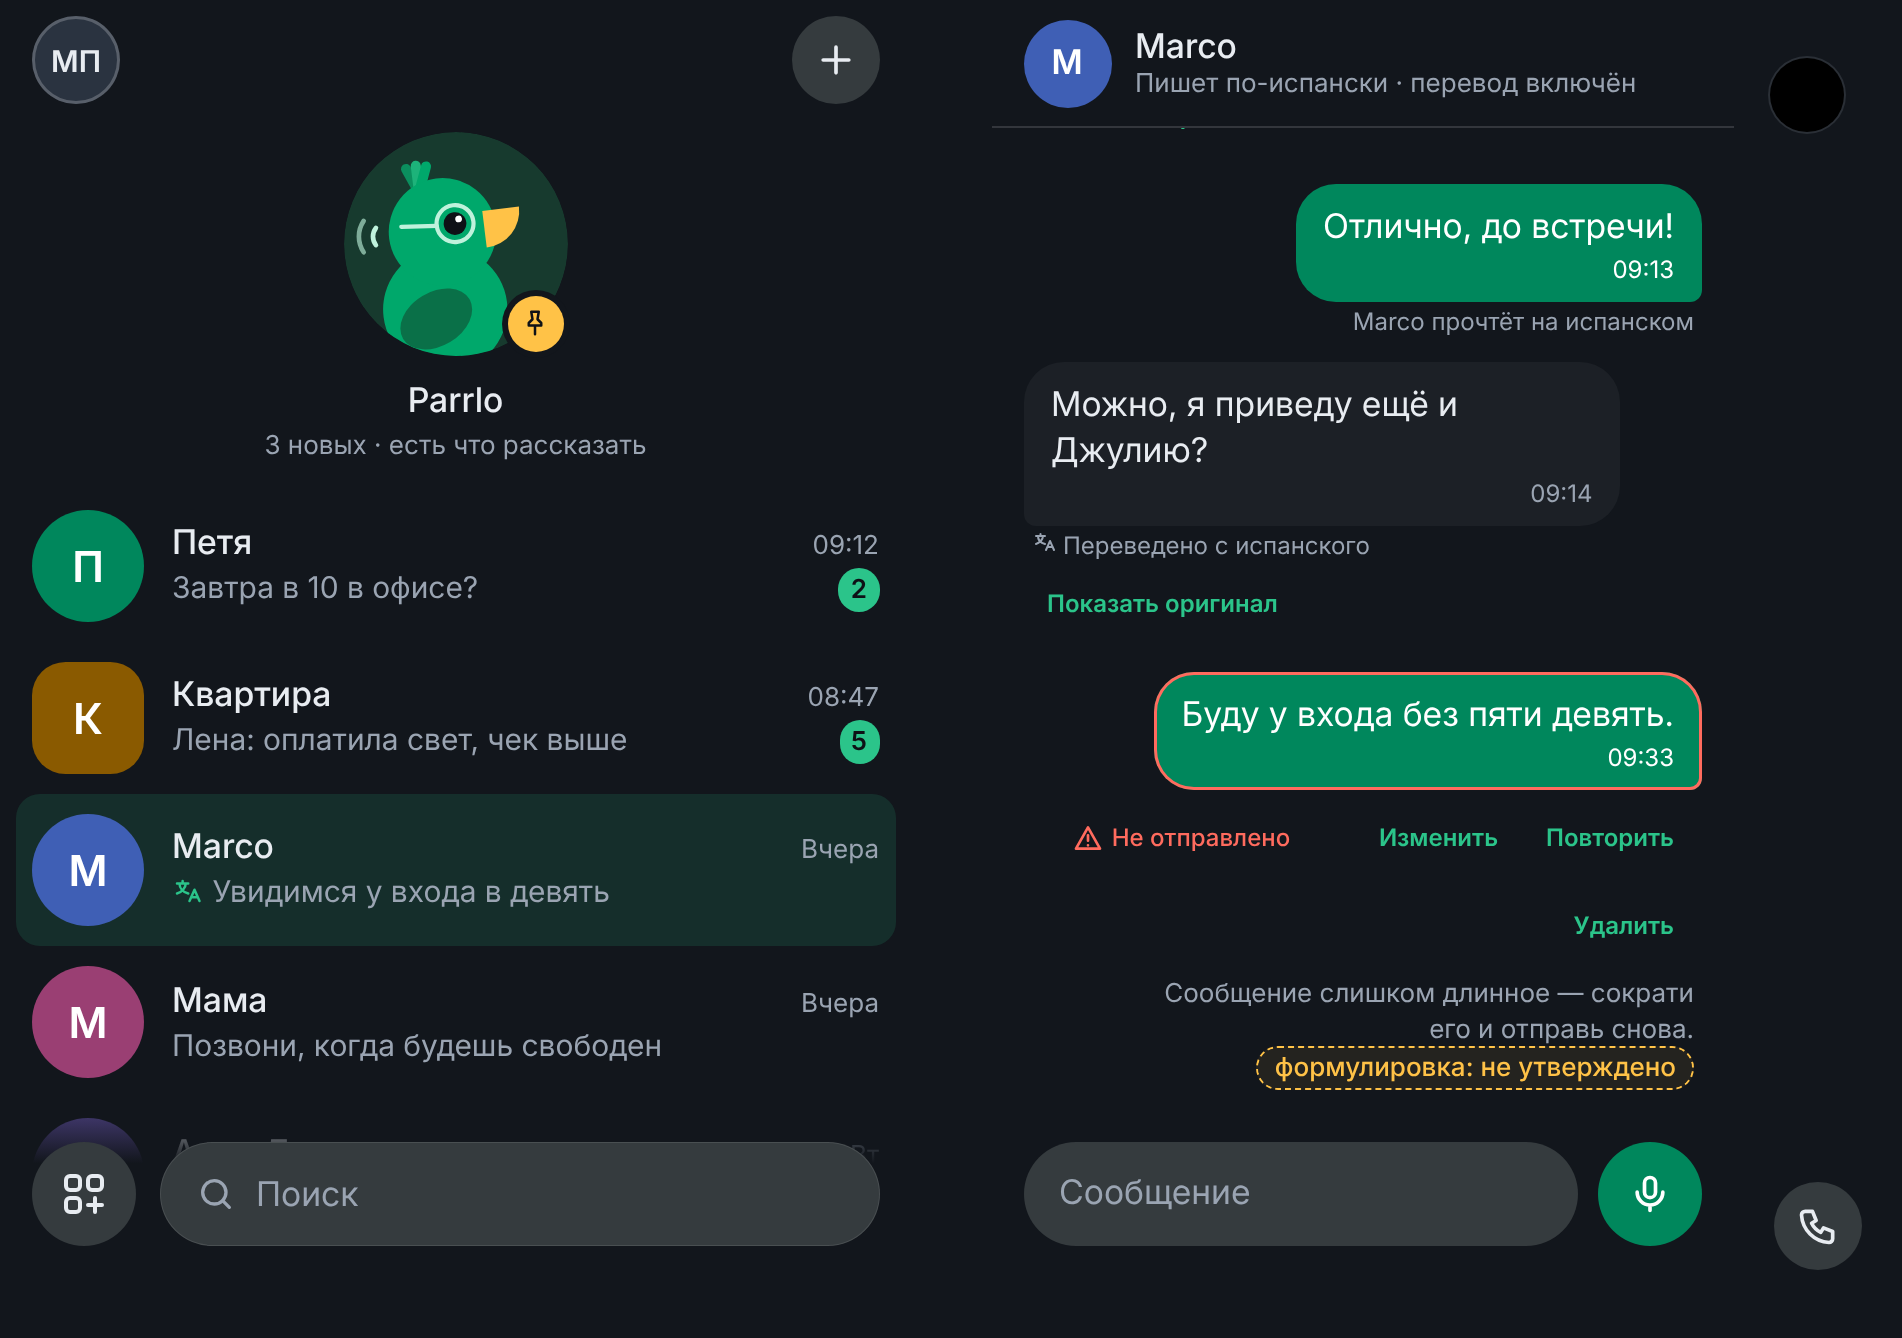 МП
Parrlo
3 новых · есть что рассказать
П
Петя
09:12
Завтра в 10 в офисе?
2
К
Квартира
08:47
Лена: оплатила свет, чек выше
5
M
Marco
Вчера
Увидимся у входа в девять
М
Мама
Вчера
Позвони, когда будешь свободен
Поиск
M
Marco
Пишет по-испански · перевод включён
Отлично, до встречи!
09:13
Marco прочтёт на испанском
Можно, я приведу ещё и
Джулию?
09:14
Переведено с испанского
Показать оригинал
Буду у входа без пяти девять.
09:33
Не отправлено
Изменить
Повторить
Удалить
Сообщение слишком длинное — сократи
его и отправь снова.
формулировка: не утверждено
Сообщение